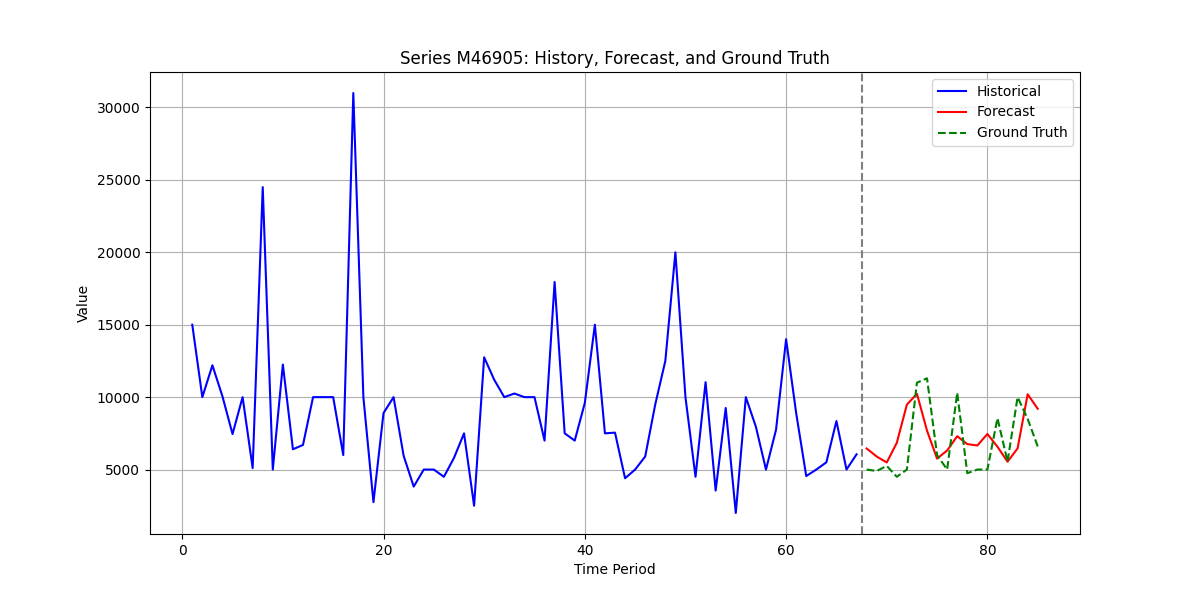 Series M46905: History, Forecast, and Ground Truth
Historical
Forecast
Ground Truth
Value
30000
25000
20000
15000
10000
5000
0 20 40 60 80
Time Period